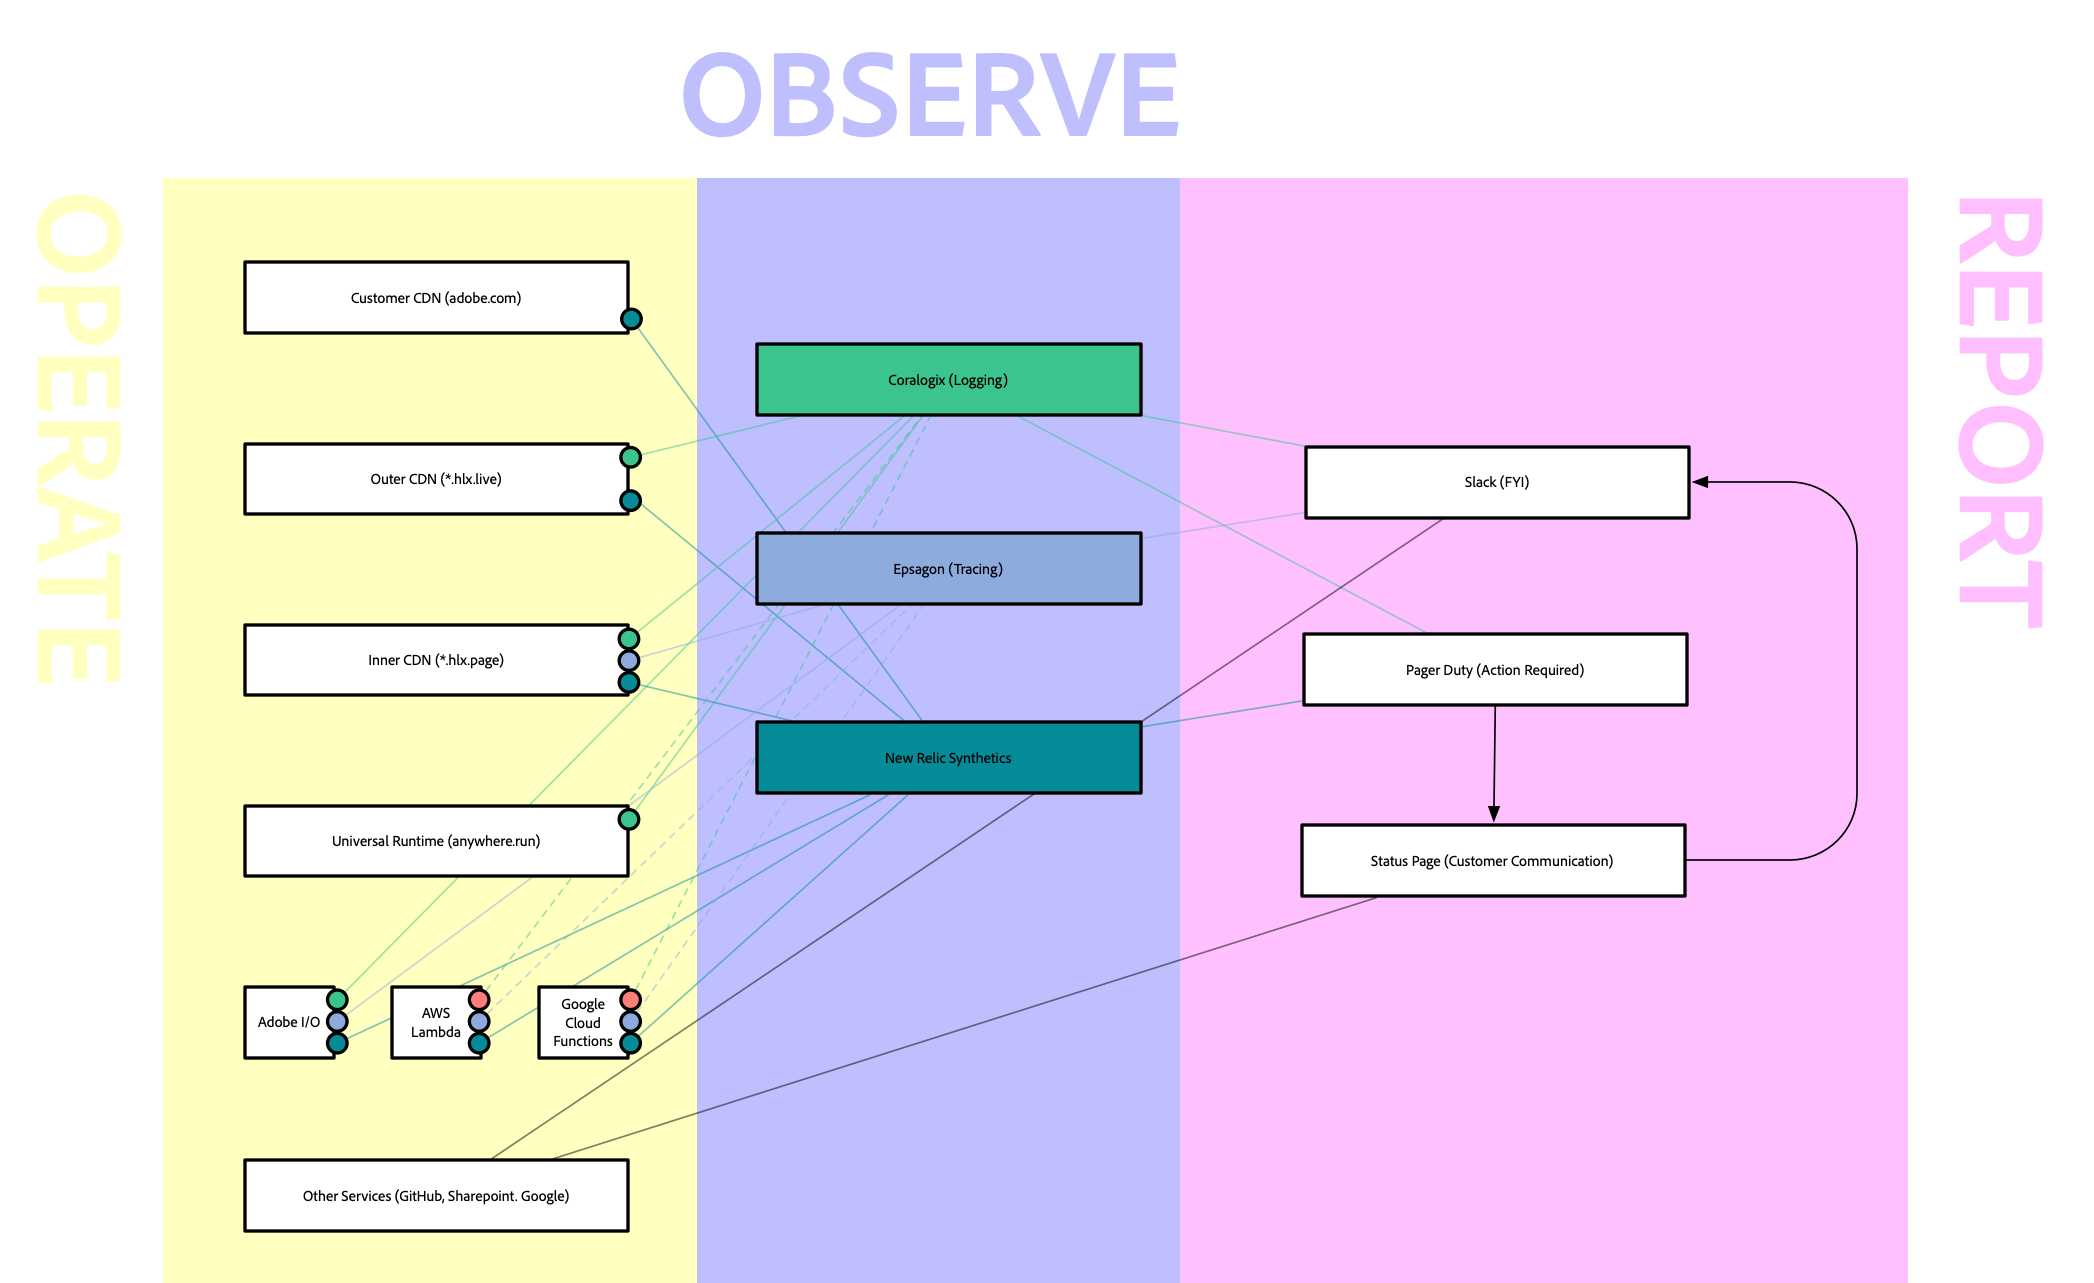 OBSERVE
OPERATE
REPORT
Customer CDN (adobe.com)
Outer CDN (*.hlx.live)
Inner CDN (*.hlx.page)
Universal Runtime (anywhere.run)
Adobe I/O
AWS
Lambda
Google
Cloud
Functions
Other Services (GitHub, Sharepoint. Google)
Coralogix (Logging)
Epsagon (Tracing)
New Relic Synthetics
Slack (FYI)
Pager Duty (Action Required)
Status Page (Customer Communication)